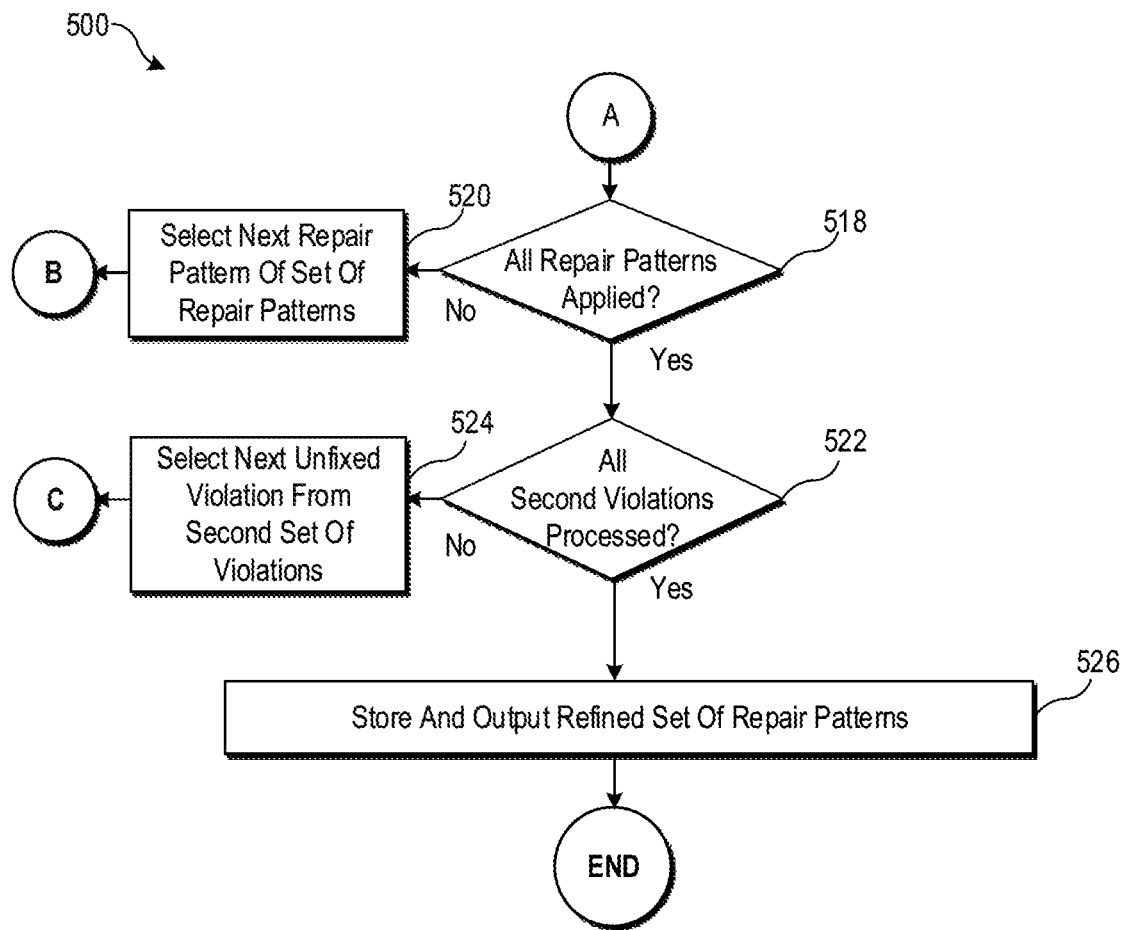 500
A
520
Select Next Repair
Pattern Of Set Of
Repair Patterns
B
All Repair Patterns
Applied?
518
No
Yes
524
Select Next Unfixed
Violation From
Second Set Of
Violations
C
All
Second Violations
Processed?
522
No
Yes
526
Store And Output Refined Set Of Repair Patterns
END